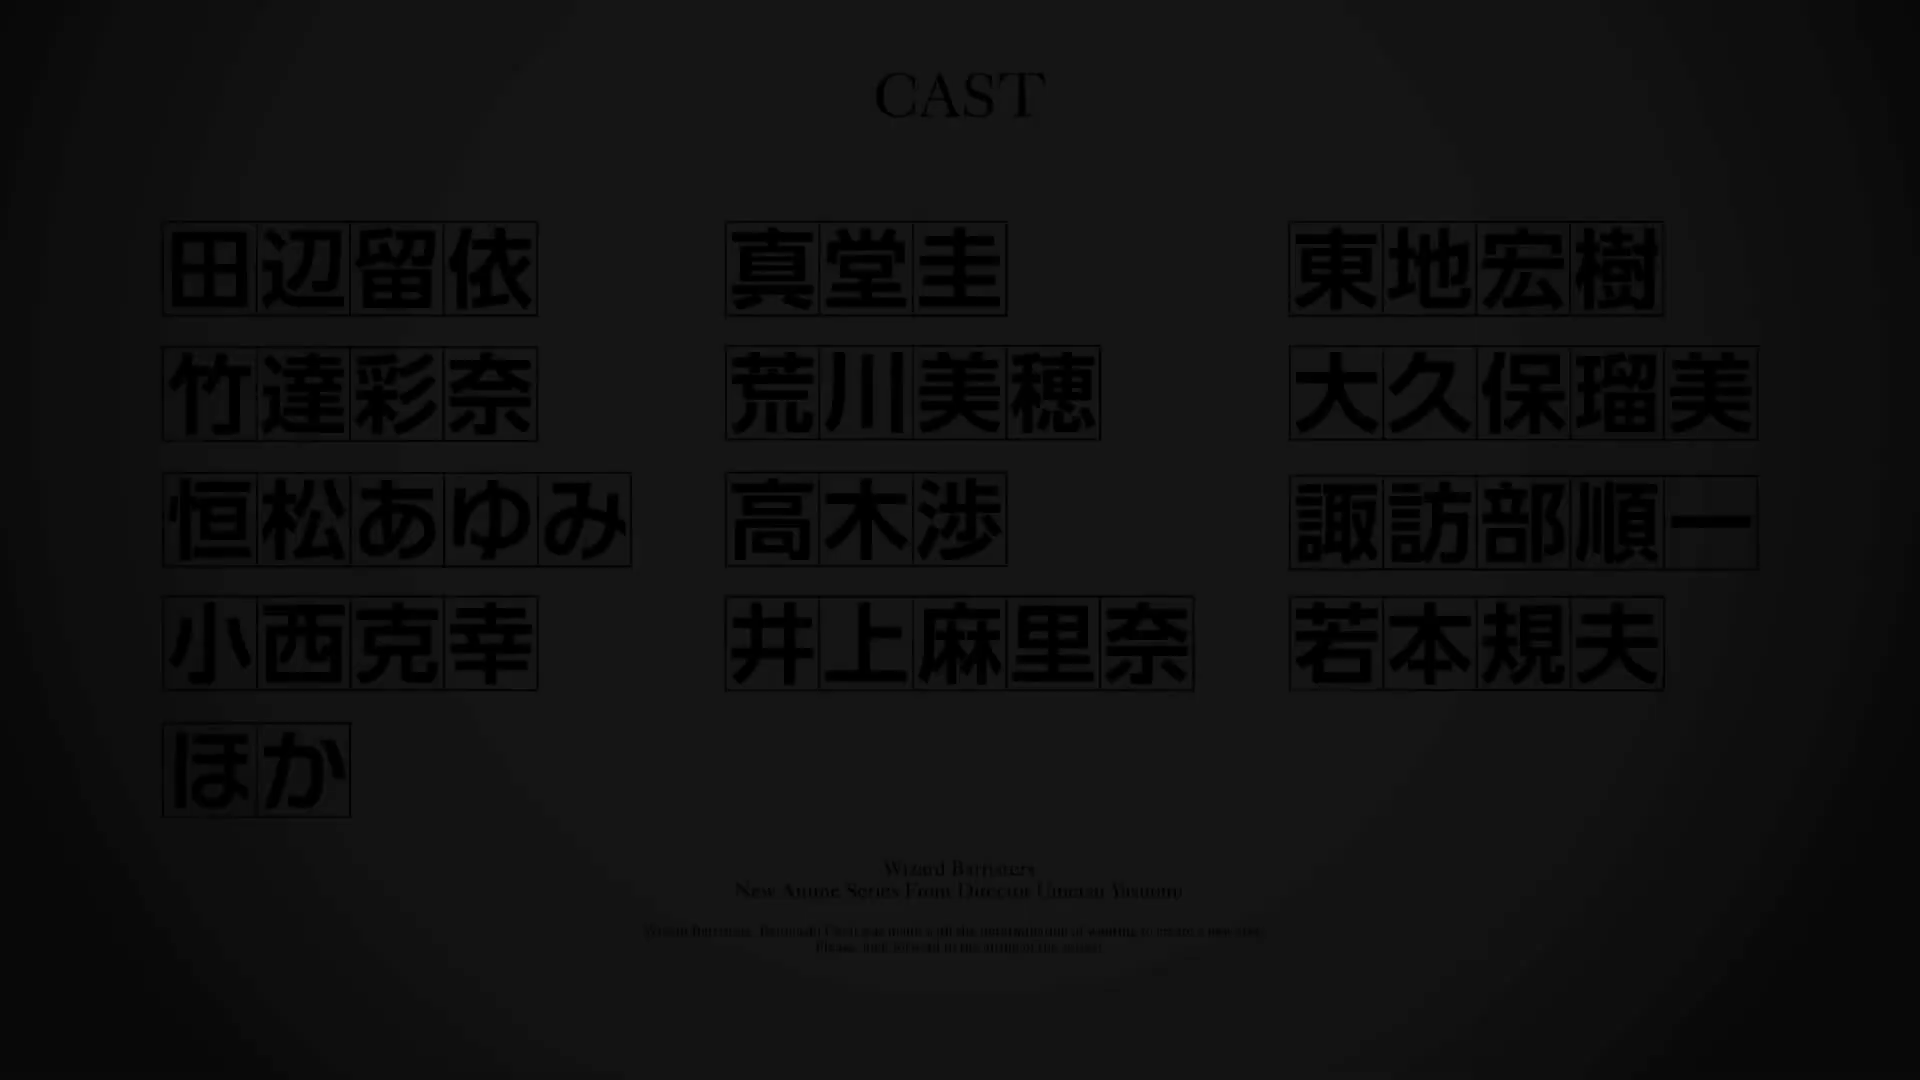 CAST
田辺留依 真堂圭 東地宏樹
竹達彩奈 荒川美穂 大久保瑠美
恒松あゆみ 高木渉 諏訪部順一
小西克幸 井上麻里奈 若本規夫
ほか
Wizard Barristers
New Anime Series From Director Umetsu Yasuomi